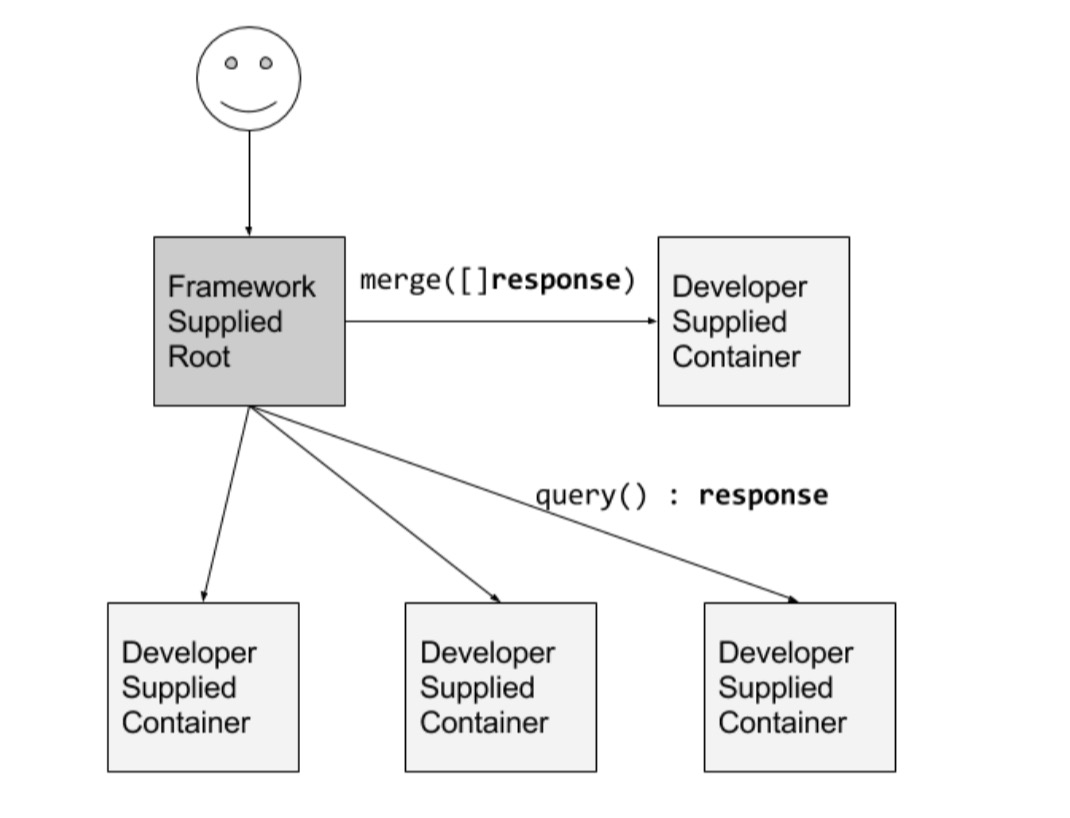 Framework
Supplied
Root
merge([]response)
Developer
Supplied
Container
query() : response
Developer
Supplied
Container
Developer
Supplied
Container
Developer
Supplied
Container